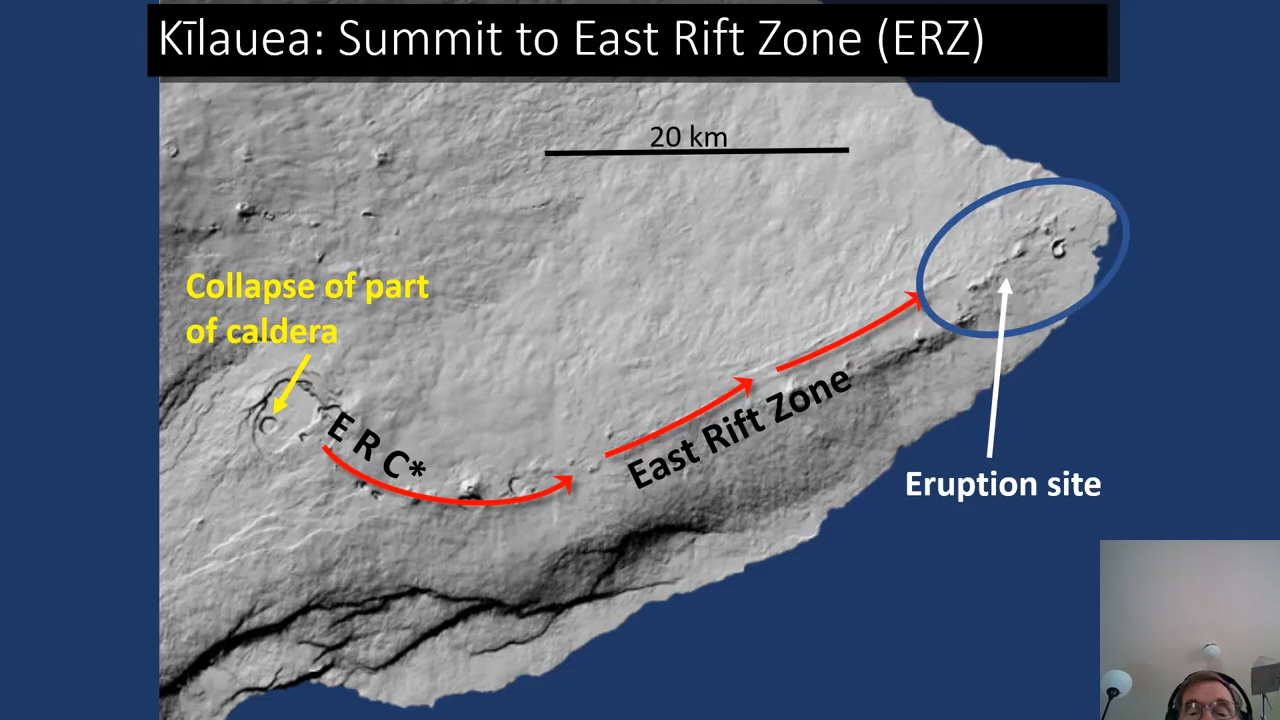 Kīlauea: Summit to East Rift Zone (ERZ)
20 km
Collapse of part
of caldera
E R C*
East Rift Zone
Eruption site